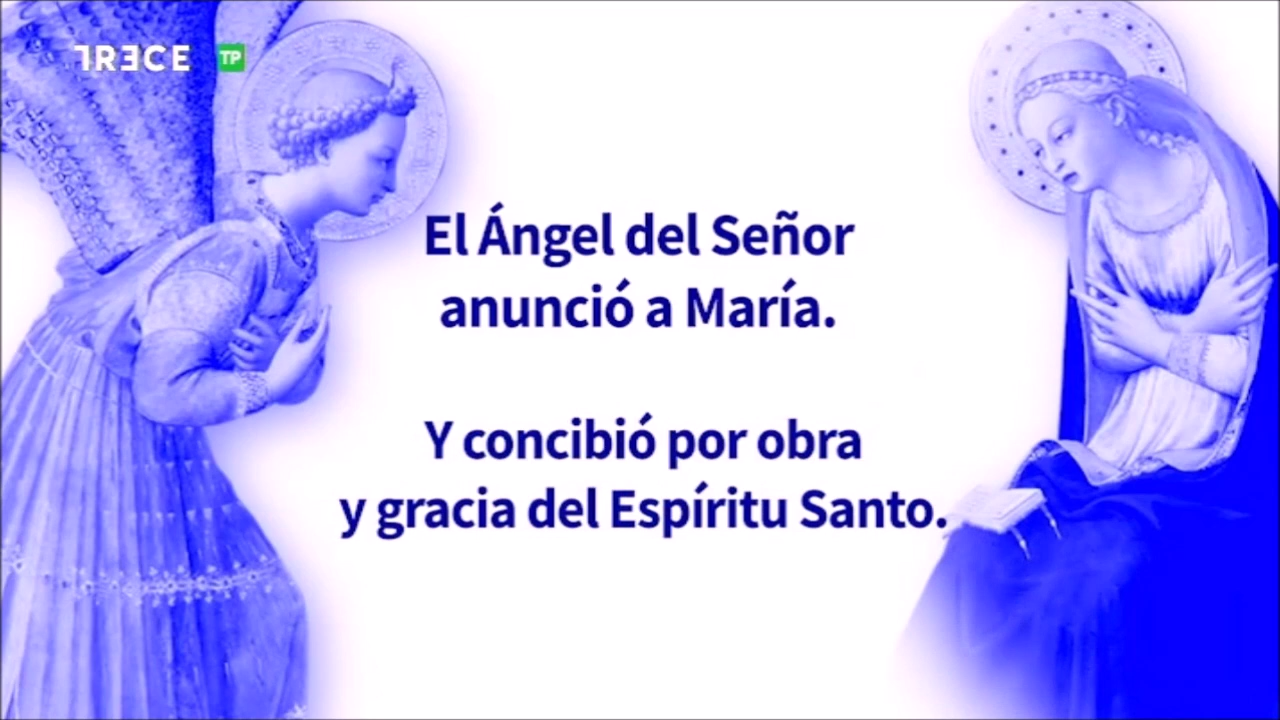 TRECE TP
El Ángel del Señor
anunció a María.
Y concibió por obra
y gracia del Espíritu Santo.